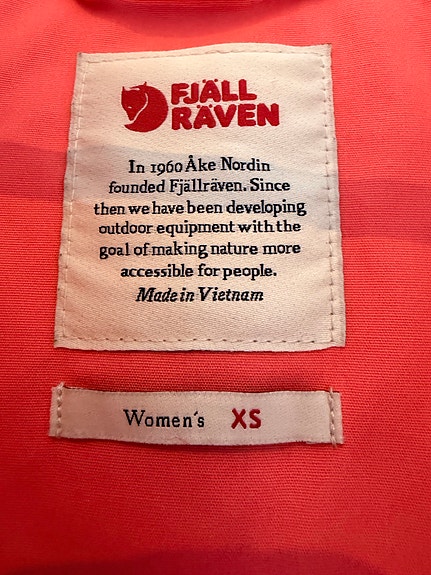 FJÄLL
RÄVEN
In 1960 Åke Nordin
founded Fjällräven. Since
then we have been developing
outdoor equipment with the
goal of making nature more
accessible for people.
Made in Vietnam
Women's XS